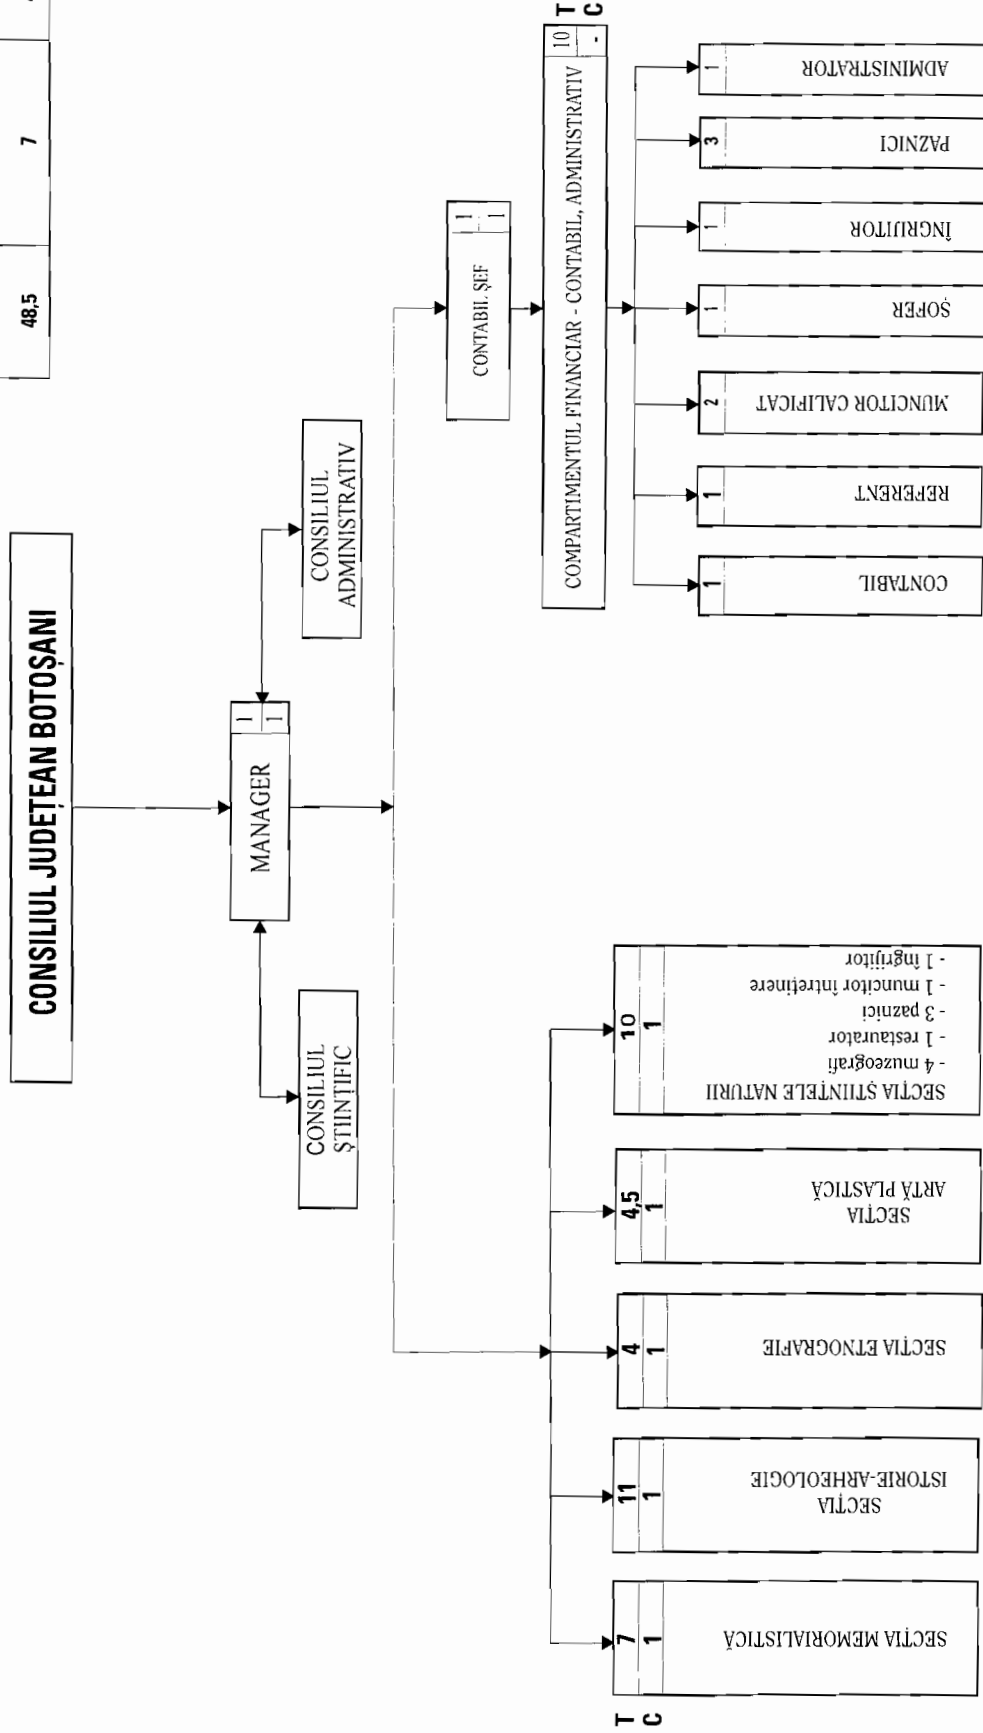 48,5
7
CONSILIUL JUDEȚEAN BOTOȘANI
MANAGER
1
1
CONSILIUL
ȘTIINȚIFIC
CONSILIUL
ADMINISTRATIV
CONTABIL ȘEF
1
1
COMPARTIMENTUL FINANCIAR - CONTABIL, ADMINISTRATIV
10
-
T
C
1
CONTABIL
1
REFERENT
2
MUNCITOR CALIFICAT
1
ȘOFER
1
ÎNGRIJITOR
3
PAZNICI
1
ADMINISTRATOR
T
C
7
1
SECȚIA MEMORIALISTICĂ
11
1
SECȚIA
ISTORIE-ARHEOLOGIE
4
1
SECȚIA ETNOGRAFIE
4,5
1
SECȚIA
ARTĂ PLASTICĂ
10
1
SECȚIA ȘTIINȚELE NATURII
- 4 muzeografi
- 1 restaurator
- 3 paznici
- 1 muncitor întreținere
- 1 îngrijitor